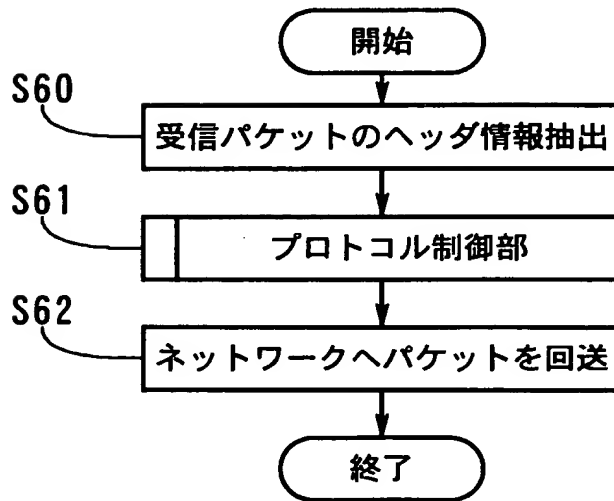 開始
S60
受信パケットのヘッダ情報抽出
S61
プロトコル制御部
S62
ネットワークへパケットを回送
終了